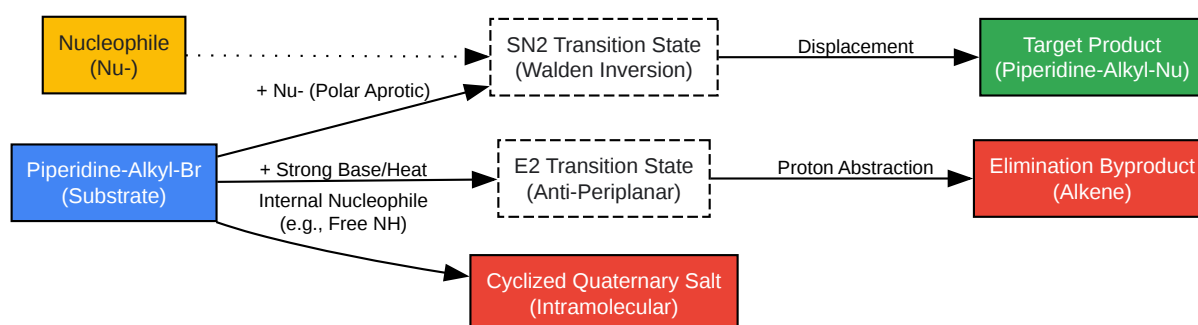 Nucleophile
(Nu-)
SN2 Transition State
(Walden Inversion)
Displacement
Target Product
(Piperidine-Alkyl-Nu)
+ Nu- (Polar Aprotic)
Piperidine-Alkyl-Br
(Substrate)
+ Strong Base/Heat
E2 Transition State
(Anti-Periplanar)
Proton Abstraction
Elimination Byproduct
(Alkene)
Internal Nucleophile
(e.g., Free NH)
Cyclized Quaternary Salt
(Intramolecular)